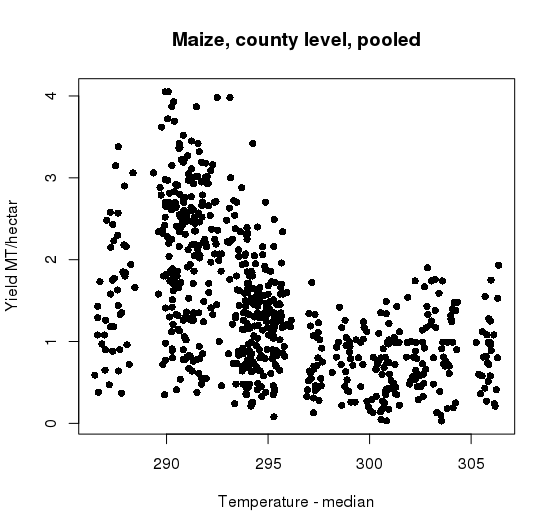 Maize, county level, pooled
4
3
2
1
0
Yield MT/hectar
290 295 300 305
Temperature - median